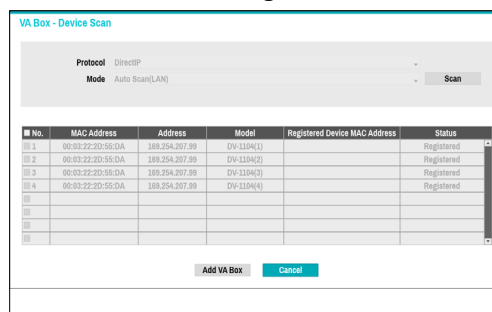 VA Box - Device Scan
Protocol DirectIP
Mode Auto Scan(LAN) Scan
No. MAC Address Address Model Registered Device MAC Address Status
1 00:03:22:2D:55:DA 169.254.207.99 DV-1104(1) Registered
2 00:03:22:2D:55:DA 169.254.207.99 DV-1104(2) Registered
3 00:03:22:2D:55:DA 169.254.207.99 DV-1104(3) Registered
4 00:03:22:2D:55:DA 169.254.207.99 DV-1104(4) Registered
Add VA Box Cancel